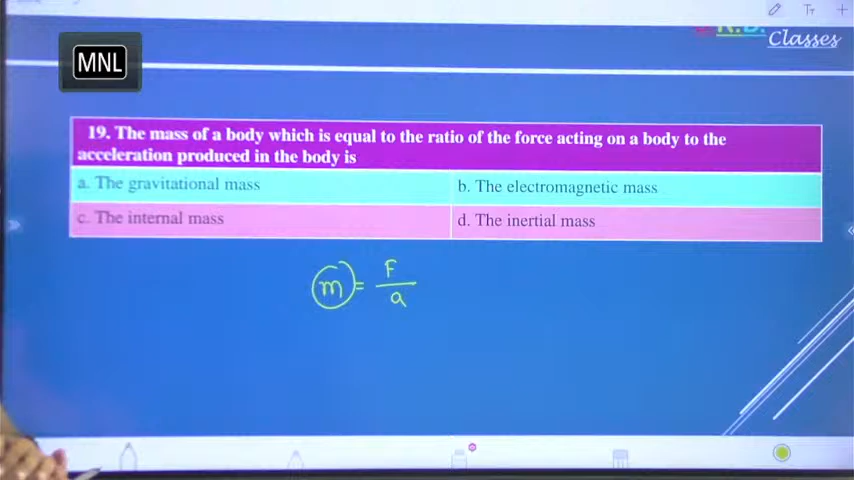 Classes
MNL
19. The mass of a body which is equal to the ratio of the force acting on a body to the
acceleration produced in the body is
a. The gravitational mass
b. The electromagnetic mass
c. The internal mass
d. The inertial mass
m = F
a